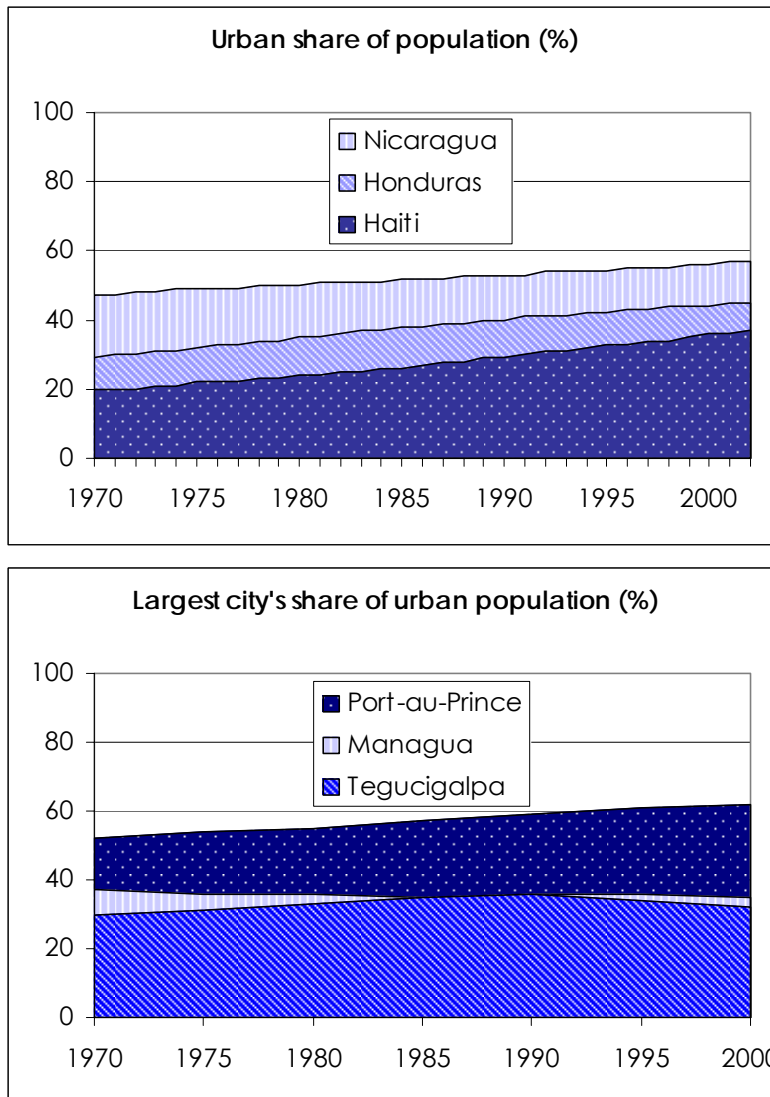 Urban share of population (%)
100
80
60
40
20
0
Nicaragua
Honduras
Haiti
1970 1975 1980 1985 1990 1995 2000
Largest city's share of urban population (%)
100
80
60
40
20
0
Port-au-Prince
Managua
Tegucigalpa
1970 1975 1980 1985 1990 1995 2000